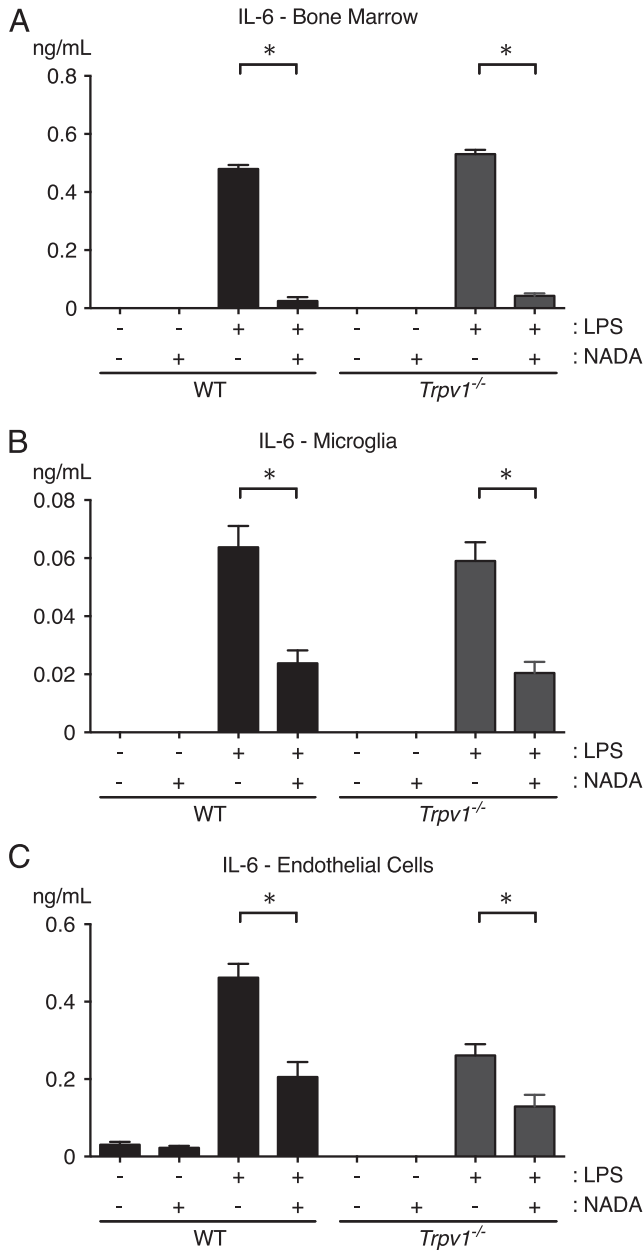 A
IL-6 - Bone Marrow
ng/mL
* *
0.8
0.6
0.4
0.2
0
- - + + - - + + : LPS
- + - + - + - + : NADA
WT Trpv1-/-
B
IL-6 - Microglia
ng/mL
* *
0.08
0.06
0.04
0.02
0
- - + + - - + + : LPS
- + - + - + - + : NADA
WT Trpv1-/-
C
IL-6 - Endothelial Cells
ng/mL
* *
0.6
0.4
0.2
0
- - + + - - + + : LPS
- + - + - + - + : NADA
WT Trpv1-/-